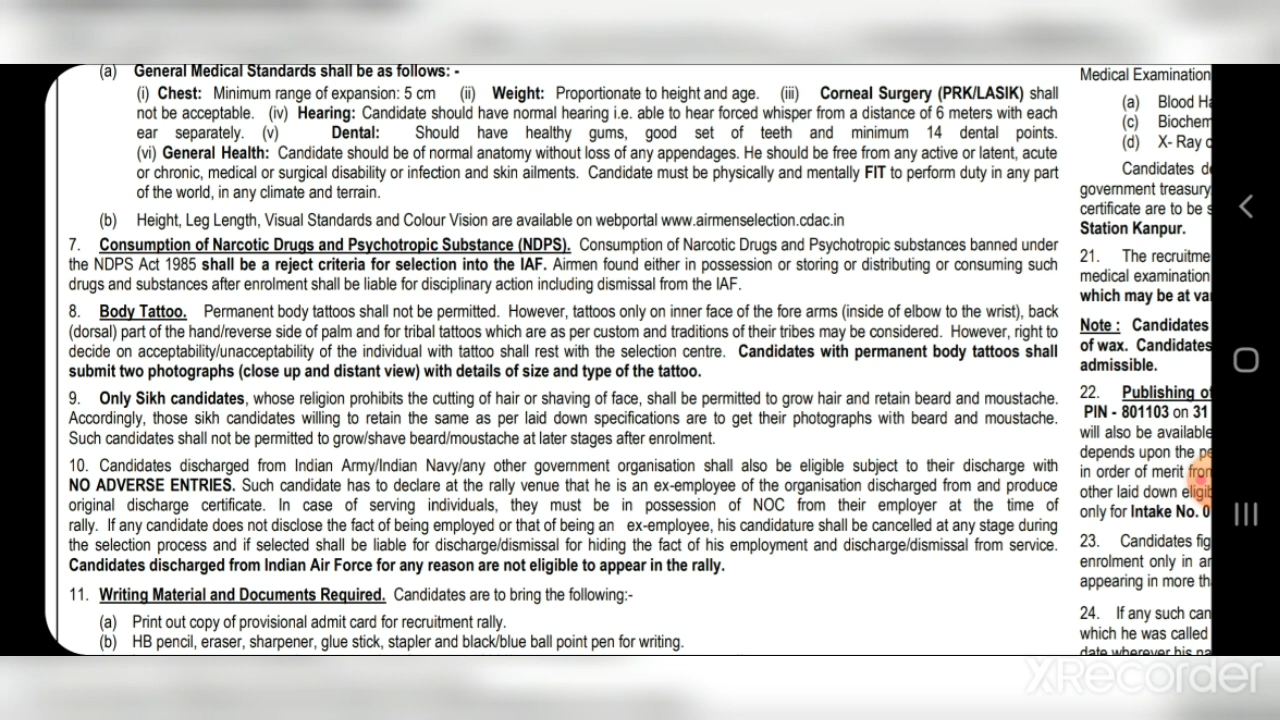 (a) General Medical Standards shall be as follows: -
(i) Chest: Minimum range of expansion: 5 cm (ii) Weight: Proportionate to height and age. (iii) Corneal Surgery (PRK/LASIK) shall
not be acceptable. (iv) Hearing: Candidate should have normal hearing i.e. able to hear forced whisper from a distance of 6 meters with each
ear separately. (v) Dental: Should have healthy gums, good set of teeth and minimum 14 dental points.
(vi) General Health: Candidate should be of normal anatomy without loss of any appendages. He should be free from any active or latent, acute
or chronic, medical or surgical disability or infection and skin ailments. Candidate must be physically and mentally FIT to perform duty in any part
of the world, in any climate and terrain.
(b) Height, Leg Length, Visual Standards and Colour Vision are available on webportal www.airmenselection.cdac.in
7. Consumption of Narcotic Drugs and Psychotropic Substance (NDPS). Consumption of Narcotic Drugs and Psychotropic substances banned under
the NDPS Act 1985 shall be a reject criteria for selection into the IAF. Airmen found either in possession or storing or distributing or consuming such
drugs and substances after enrolment shall be liable for disciplinary action including dismissal from the IAF.
8. Body Tattoo. Permanent body tattoos shall not be permitted. However, tattoos only on inner face of the fore arms (inside of elbow to the wrist), back
(dorsal) part of the hand/reverse side of palm and for tribal tattoos which are as per custom and traditions of their tribes may be considered. However, right to
decide on acceptability/unacceptability of the individual with tattoo shall rest with the selection centre. Candidates with permanent body tattoos shall
submit two photographs (close up and distant view) with details of size and type of the tattoo.
9. Only Sikh candidates, whose religion prohibits the cutting of hair or shaving of face, shall be permitted to grow hair and retain beard and moustache.
Accordingly, those sikh candidates willing to retain the same as per laid down specifications are to get their photographs with beard and moustache.
Such candidates shall not be permitted to grow/shave beard/moustache at later stages after enrolment.
10. Candidates discharged from Indian Army/Indian Navy/any other government organisation shall also be eligible subject to their discharge with
NO ADVERSE ENTRIES. Such candidate has to declare at the rally venue that he is an ex-employee of the organisation discharged from and produce
original discharge certificate. In case of serving individuals, they must be in possession of NOC from their employer at the time of
rally. If any candidate does not disclose the fact of being employed or that of being an ex-employee, his candidature shall be cancelled at any stage during
the selection process and if selected shall be liable for discharge/dismissal for hiding the fact of his employment and discharge/dismissal from service.
Candidates discharged from Indian Air Force for any reason are not eligible to appear in the rally.
11. Writing Material and Documents Required. Candidates are to bring the following:-
(a) Print out copy of provisional admit card for recruitment rally.
(b) HB pencil, eraser, sharpener, glue stick, stapler and black/blue ball point pen for writing.
Medical Examination
(a) Blood
(c) Biochem
(d) X- Ray
Candidates
government treasury
certificate are to be
Station Kanpur.
21. The recruitme
medical examination
which may be at
Note : Candidates
of wax. Candidates
admissible.
22. Publishing of
PIN - 801103 on 31
will also be available
depends upon the
in order of merit from
other laid down
only for Intake No. 0
23. Candidates fig
enrolment only in
appearing in more
24. If any such can
which he was called
date wherever his
XRecorder